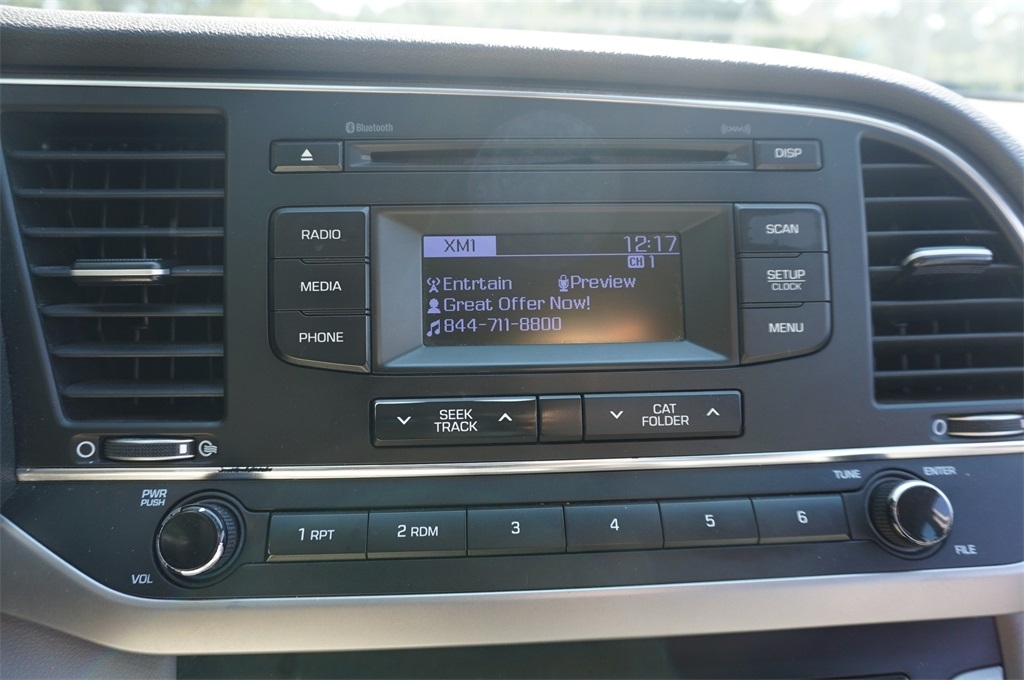 Bluetooth
((XM))
DISP
RADIO
MEDIA
PHONE
XM1 12:17
CH 1
Entrtain Preview
Great Offer Now!
844-711-8800
SCAN
SETUP
CLOCK
MENU
SEEK
TRACK
CAT
FOLDER
PWR
PUSH
VOL
1 RPT
2 RDM
3
4
5
6
TUNE
ENTER
FILE